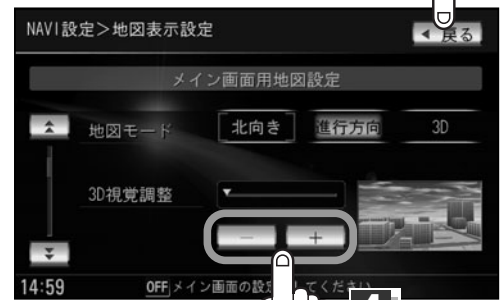 NAVI設定＞地図表示設定
◀ 戻る
メイン画面用地図設定
地図モード 北向き 進行方向 3D
3D視覚調整
− ＋
14:59 OFF メイン画面の設定 してください